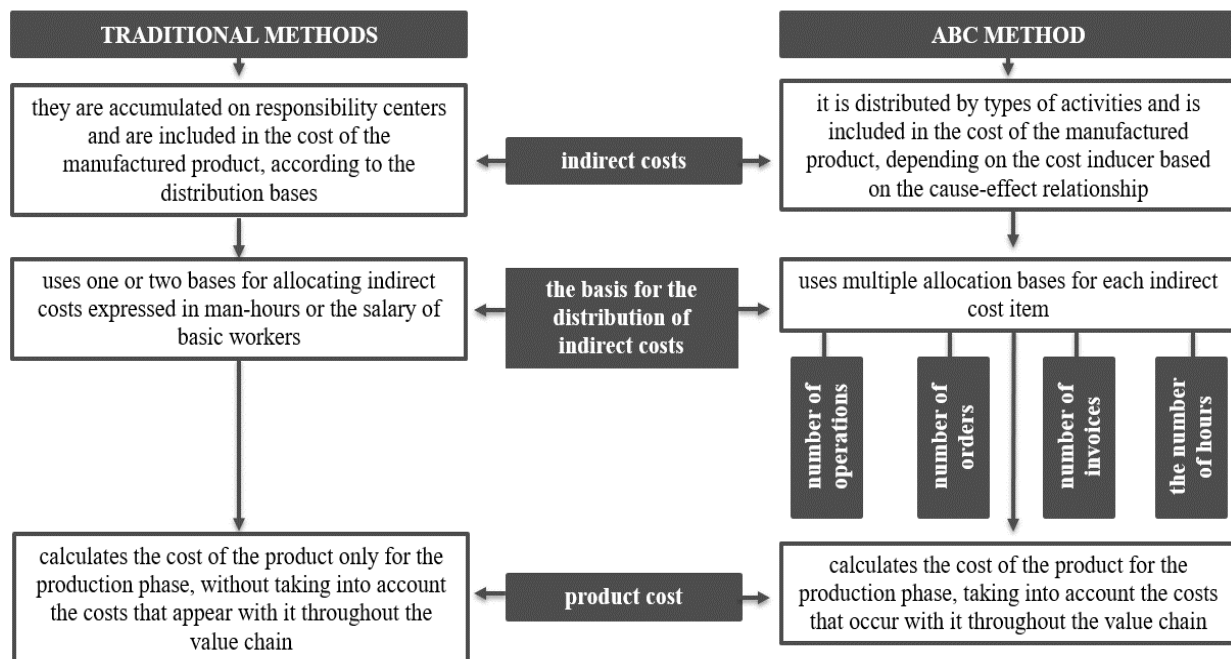 TRADITIONAL METHODS
ABC METHOD
they are accumulated on responsibility centers
and are included in the cost of the
manufactured product, according to the
distribution bases
indirect costs
it is distributed by types of activities and is
included in the cost of the manufactured
product, depending on the cost inducer based
on the cause-effect relationship
uses one or two bases for allocating indirect
costs expressed in man-hours or the salary of
basic workers
the basis for the
distribution of
indirect costs
uses multiple allocation bases for each indirect
cost item
number of
operations
number of
orders
number of
invoices
the number
of hours
calculates the cost of the product only for the
production phase, without taking into account
the costs that appear with it throughout the
value chain
product cost
calculates the cost of the product for the
production phase, taking into account the costs
that occur with it throughout the value chain